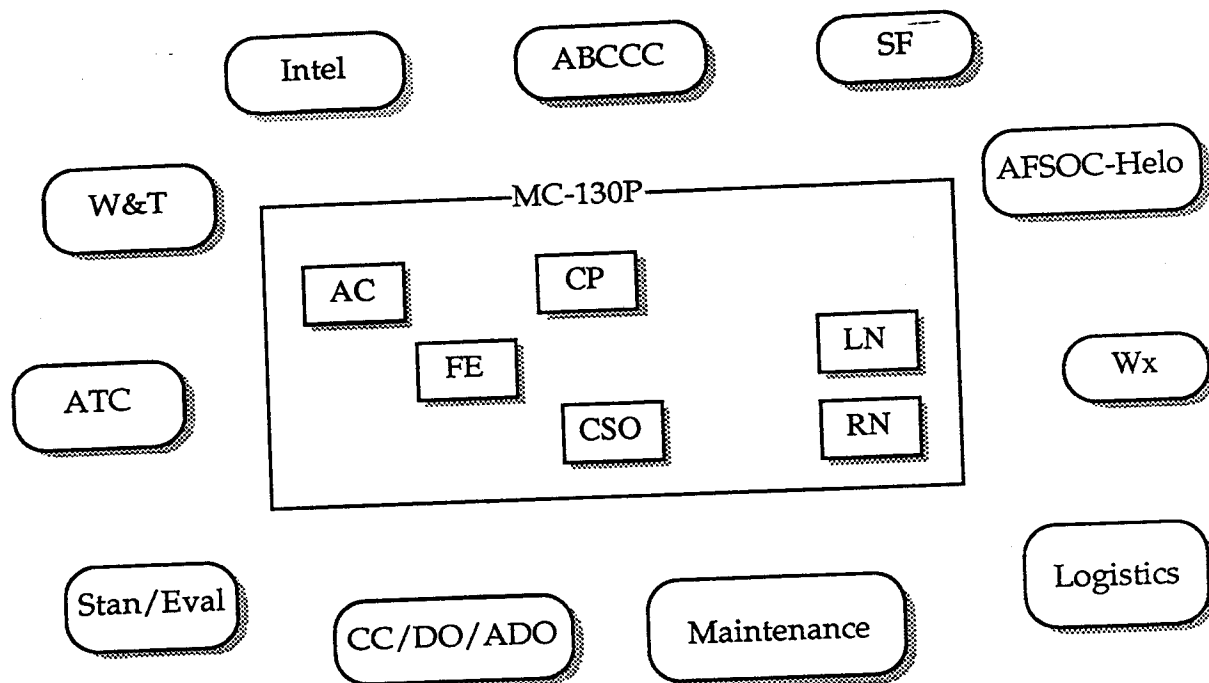 Intel
ABCCC
SF
AFSOC-Helo
W&T
MC-130P
AC
CP
LN
FE
Wx
ATC
CSO
RN
Logistics
Stan/Eval
CC/DO/ADO
Maintenance